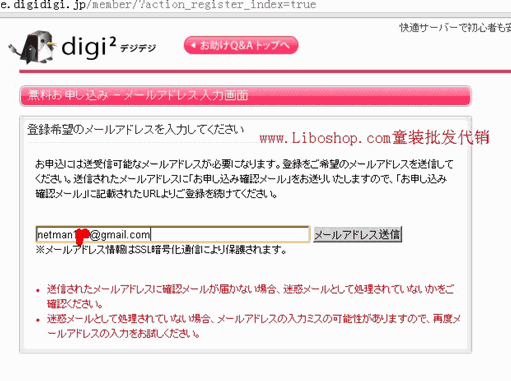 e.digidigi.jp/member/?action_register_index=true
快適サーバーで初心者も安
digi² デジデジ
お助けQ&Aトップへ
無料お申し込み－メールアドレス入力画面
登録希望のメールアドレスを入力してください
www.Liboshop.com童装批发代销
お申込には送受信可能なメールアドレスが必要になります。登録をご希望のメールアドレスを送信してく
ださい。送信されたメールアドレスに「お申し込み確認メール」をお送りいたしますので、「お申し込み
確認メール」に記載されたURLよりご登録を続けてください。
netman1 @gmail.com
メールアドレス送信
※メールアドレス情報はSSL暗号化通信により保護されます。
• 送信されたメールアドレスに確認メールが届かない場合、迷惑メールとして処理されていないかをご
確認ください。
• 迷惑メールとして処理されていない場合、メールアドレスの入力ミスの可能性がありますので、再度メ
ールアドレスの入力をお試しください。